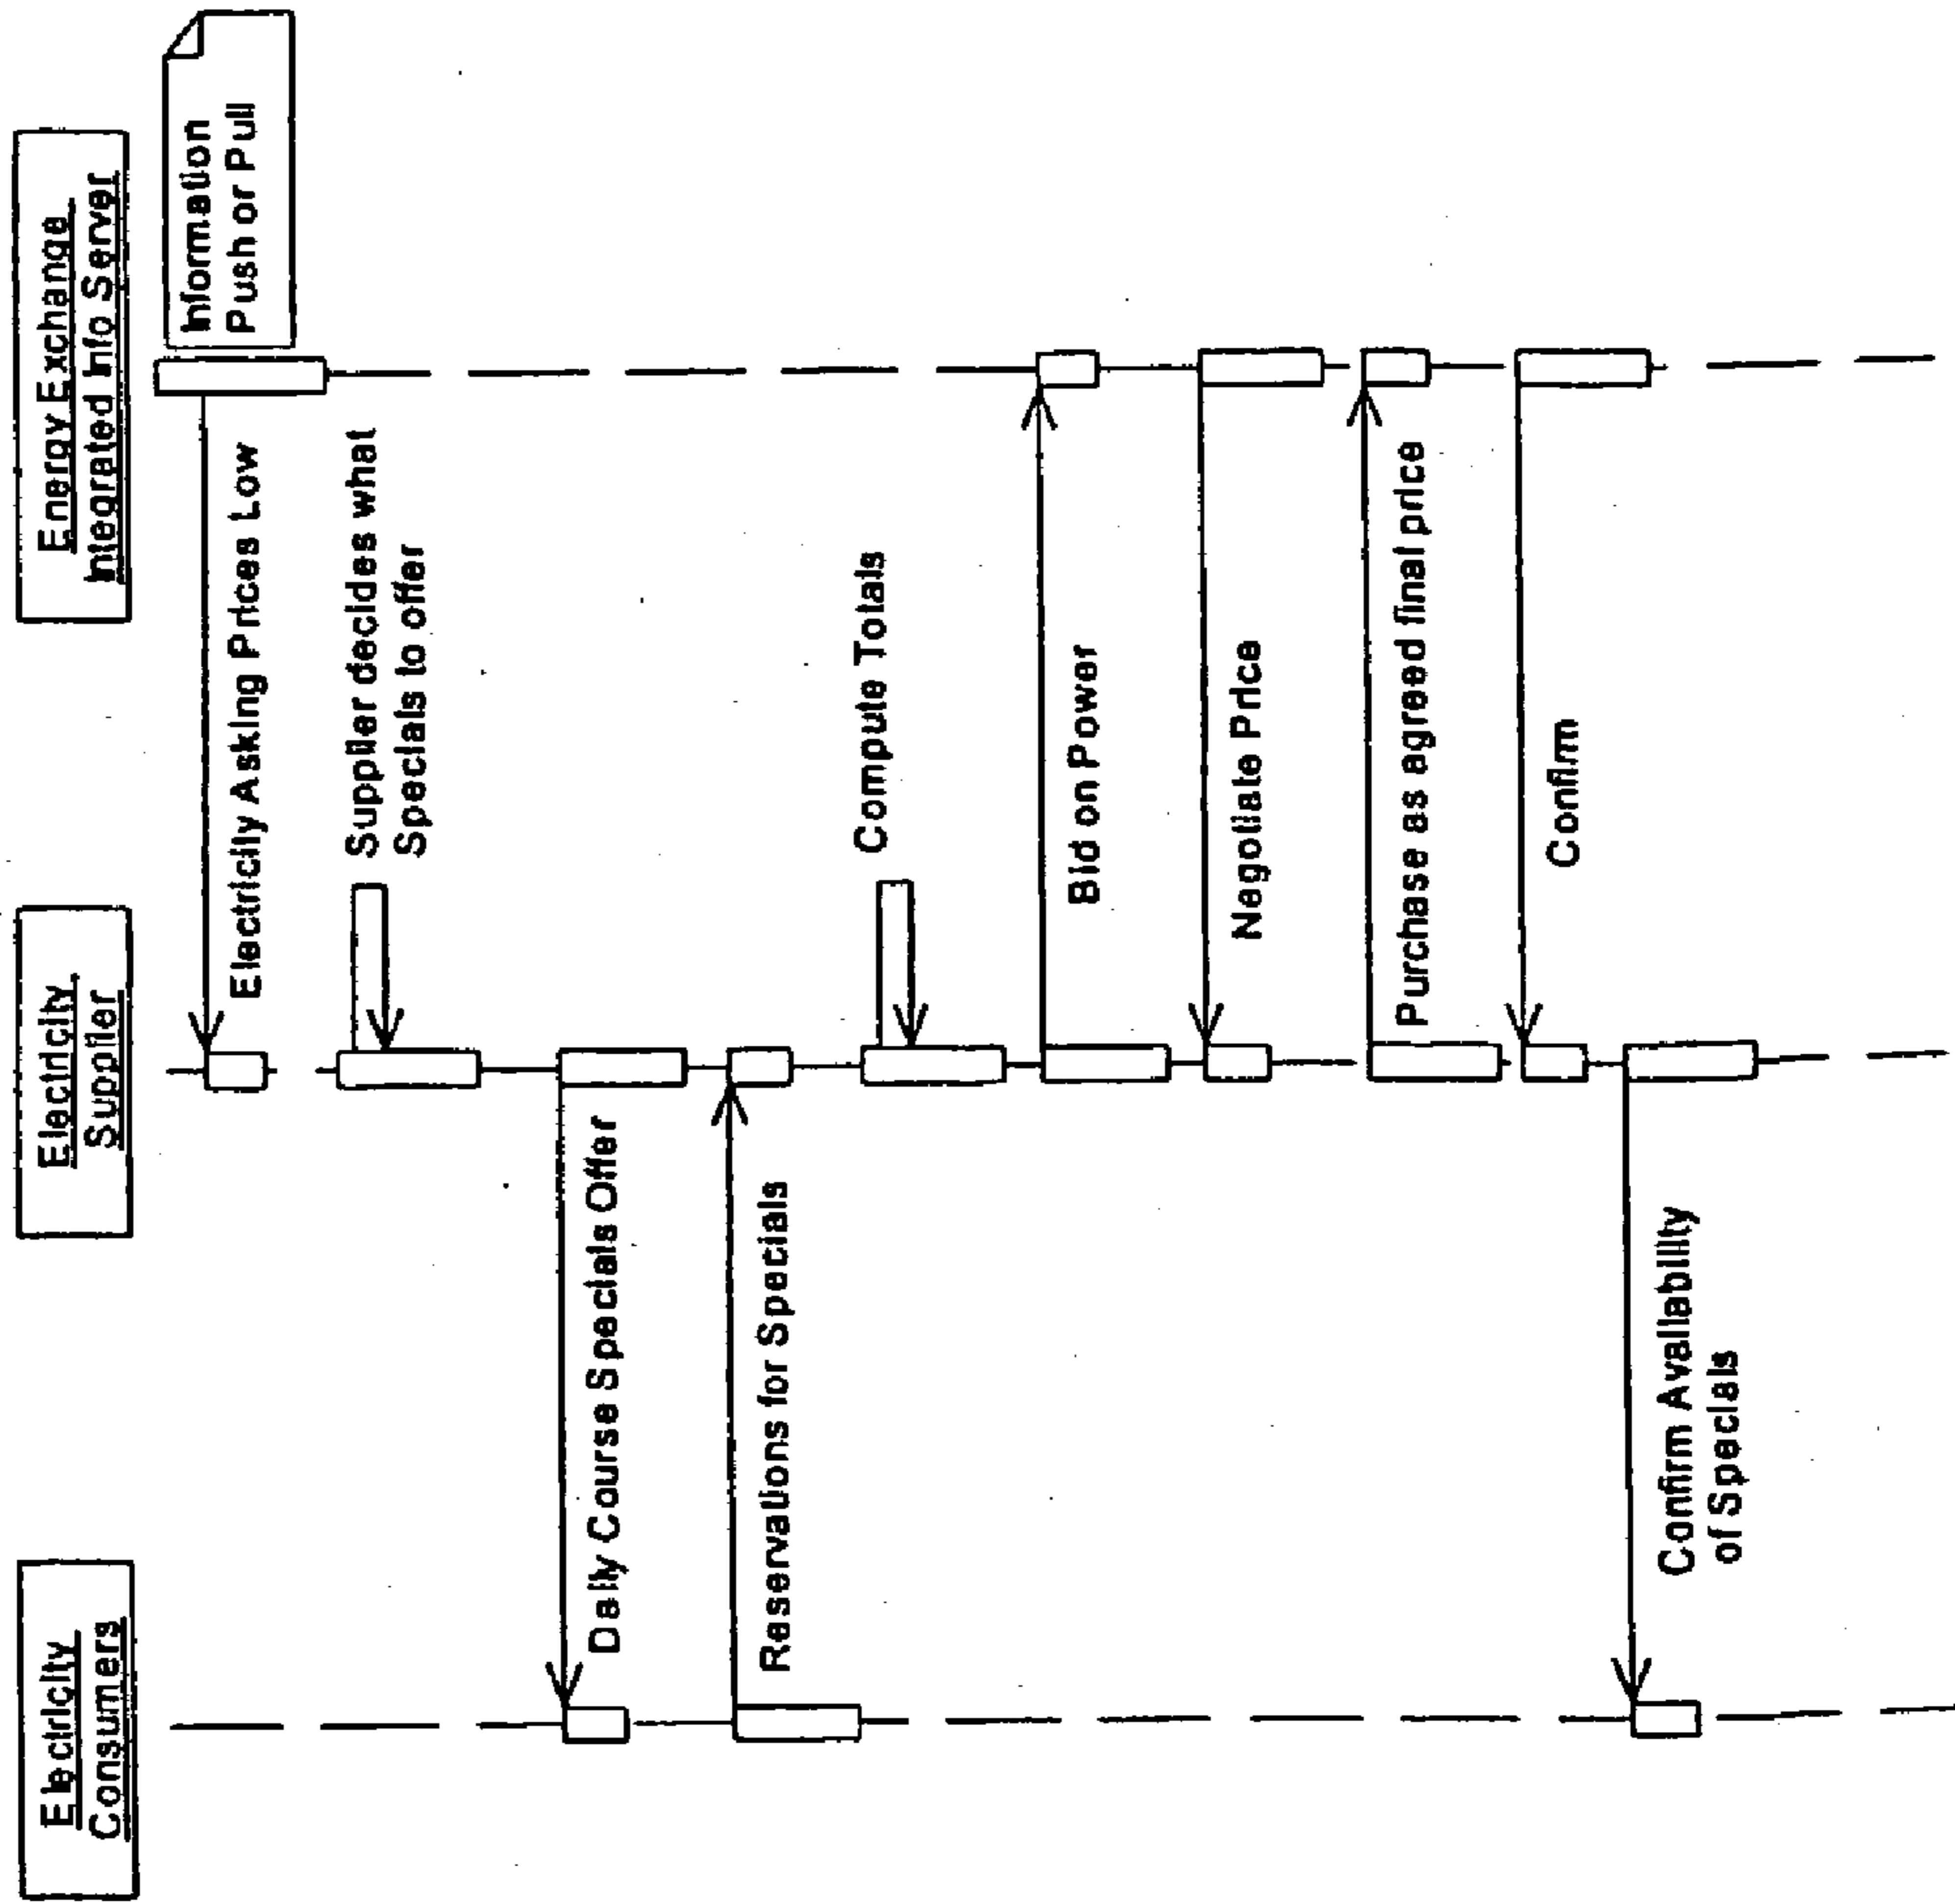 Electricity
Consumers
Electricity
Supplier
Energy Exchange
Integrated Info Server
Information
Push or Pull
Electricity Asking Prices Low
Supplier decides what
Specials to offer
Daily Course Specials Offer
Reservations for Specials
Compute Totals
Bid on Power
Negotiate Price
Purchase as agreed final price
Confirm
Confirm Availability
of Specials